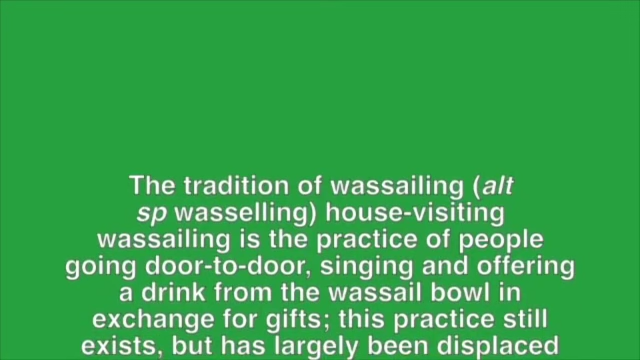 The tradition of wassailing (alt
sp wasselling) house-visiting
wassailing is the practice of people
going door-to-door, singing and offering
a drink from the wassail bowl in
exchange for gifts; this practice still
exists, but has largely been displaced